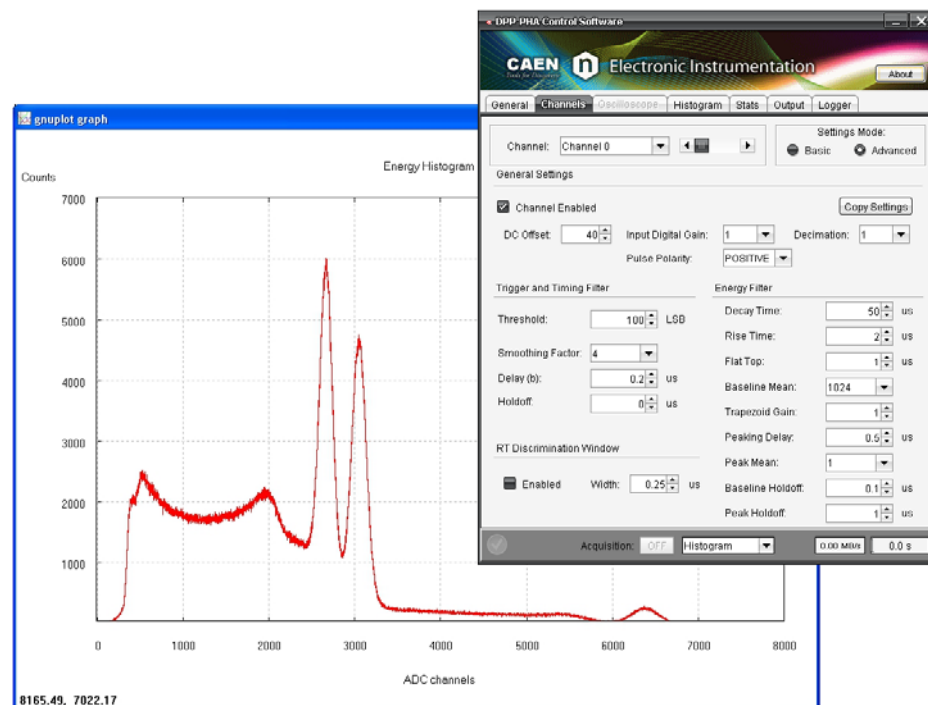 DPP-PHA Control Software
CAEN n Electronic Instrumentation
About
General Channels Oscilloscope Histogram Stats Output Logger
Channel: Channel 0
Settings Mode:
Basic Advanced
General Settings
Channel Enabled
Copy Settings
DC Offset: 40 Input Digital Gain: 1 Decimation: 1
Pulse Polarity: POSITIVE
Trigger and Timing Filter
Threshold: 100 LSB
Smoothing Factor: 4
Delay (b): 0.2 us
Holdoff: 0 us
RT Discrimination Window
Enabled Width: 0.25 us
Energy Filter
Decay Time: 50 us
Rise Time: 2 us
Flat Top: 1 us
Baseline Mean: 1024
Trapezoid Gain: 1
Peaking Delay: 0.5 us
Peak Mean: 1
Baseline Holdoff: 0.1 us
Peak Holdoff: 1 us
Acquisition: OFF Histogram 0.00 MB/s 0.0 s
gnuplot graph
Energy Histogram
Counts
7000
6000
5000
4000
3000
2000
1000
0 1000 2000 3000 4000 5000 6000 7000 8000
ADC channels
8165.49, 7022.17